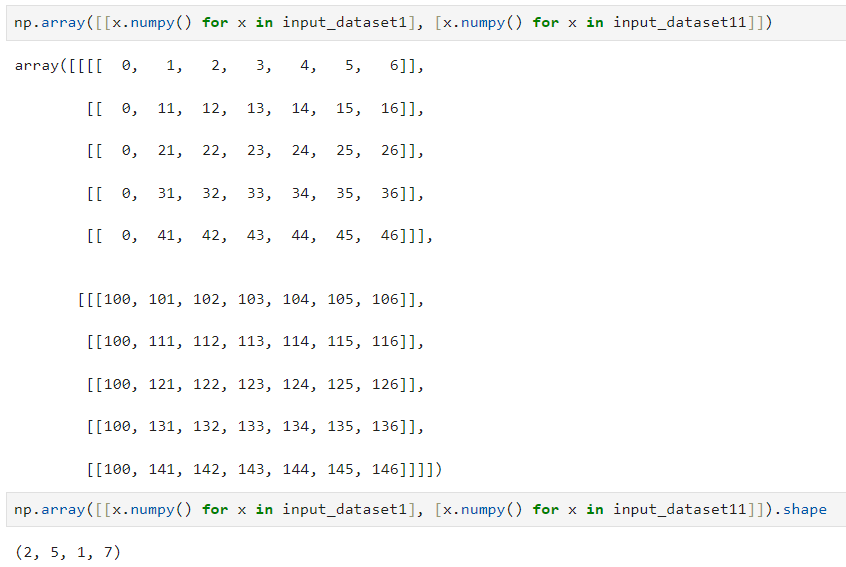 np.array([[x.numpy() for x in input_dataset1], [x.numpy() for x in input_dataset11]])
array([[[[  0,   1,   2,   3,   4,   5,   6]],
        [[  0,  11,  12,  13,  14,  15,  16]],
        [[  0,  21,  22,  23,  24,  25,  26]],
        [[  0,  31,  32,  33,  34,  35,  36]],
        [[  0,  41,  42,  43,  44,  45,  46]]],
       [[[100, 101, 102, 103, 104, 105, 106]],
        [[100, 111, 112, 113, 114, 115, 116]],
        [[100, 121, 122, 123, 124, 125, 126]],
        [[100, 131, 132, 133, 134, 135, 136]],
        [[100, 141, 142, 143, 144, 145, 146]]]])
np.array([[x.numpy() for x in input_dataset1], [x.numpy() for x in input_dataset11]]).shape
(2, 5, 1, 7)